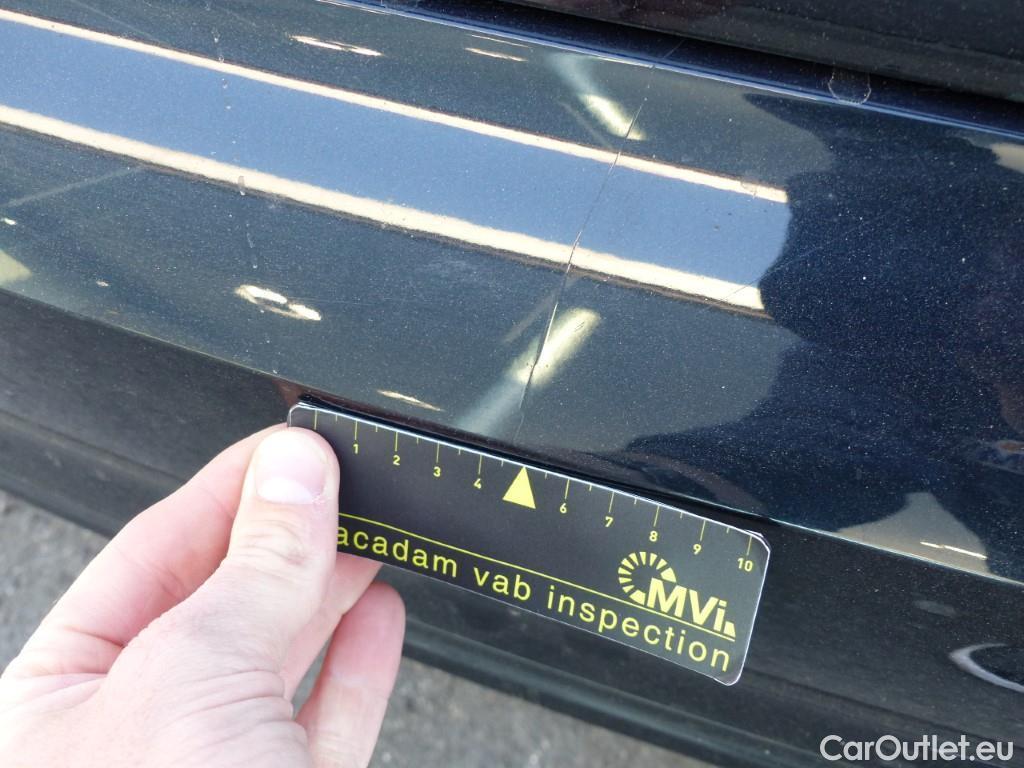 1 2 3 4 6 7 8 9 10
MVi
acadam vab inspection
CarOutlet.eu